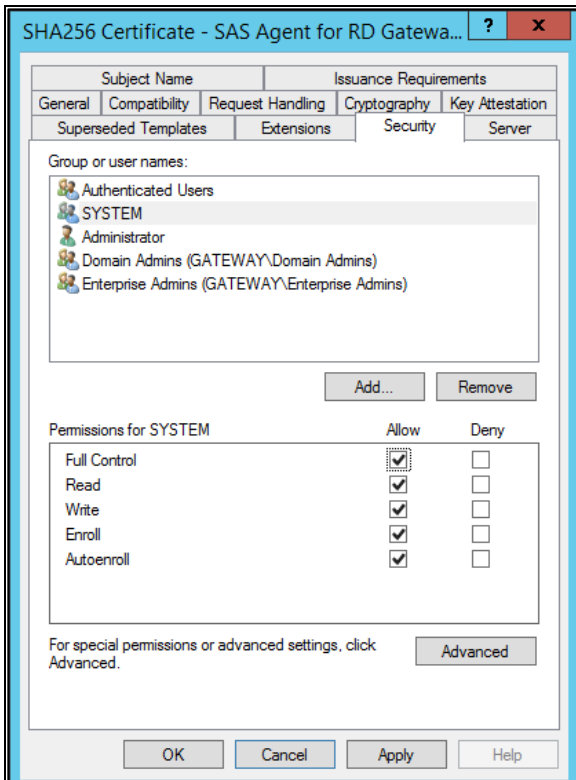 SHA256 Certificate - SAS Agent for RD Gatewa... ? x
Subject Name Issuance Requirements
General Compatibility Request Handling Cryptography Key Attestation
Superseded Templates Extensions Security Server
Group or user names:
Authenticated Users
SYSTEM
Administrator
Domain Admins (GATEWAY\Domain Admins)
Enterprise Admins (GATEWAY\Enterprise Admins)
Add... Remove
Permissions for SYSTEM Allow Deny
Full Control
Read
Write
Enroll
Autoenroll
For special permissions or advanced settings, click
Advanced. Advanced
OK Cancel Apply Help